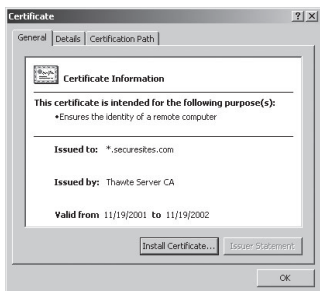 Certificate
General Details Certification Path
Certificate Information
This certificate is intended for the following purpose(s):
•Ensures the identity of a remote computer
Issued to: *.securesites.com
Issued by: Thawte Server CA
Valid from 11/19/2001 to 11/19/2002
Install Certificate... Issuer Statement
OK